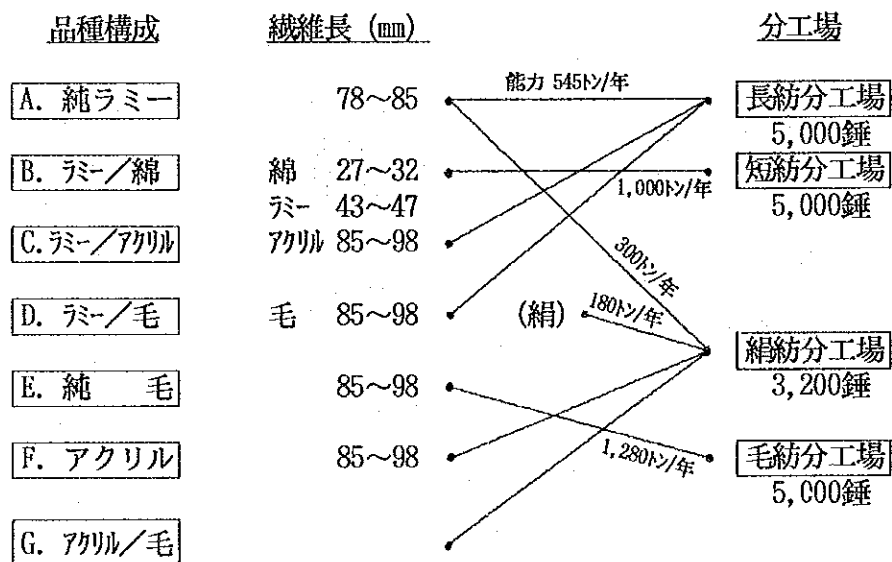 品種構成 繊維長 (mm) 分工場
A. 純ラミー 78～85 能力 545トン/年 長紡分工場
5,000錘
B. ラミー/綿 綿 27～32 1,000トン/年 短紡分工場
ラミー 43～47 5,000錘
C. ラミー/アクリル アクリル 85～98
300トン/年
D. ラミー/毛 毛 85～98 (絹) 180トン/年
絹紡分工場
E. 純 毛 85～98 3,200錘
F. アクリル 85～98 1,280トン/年 毛紡分工場
5,000錘
G. アクリル/毛